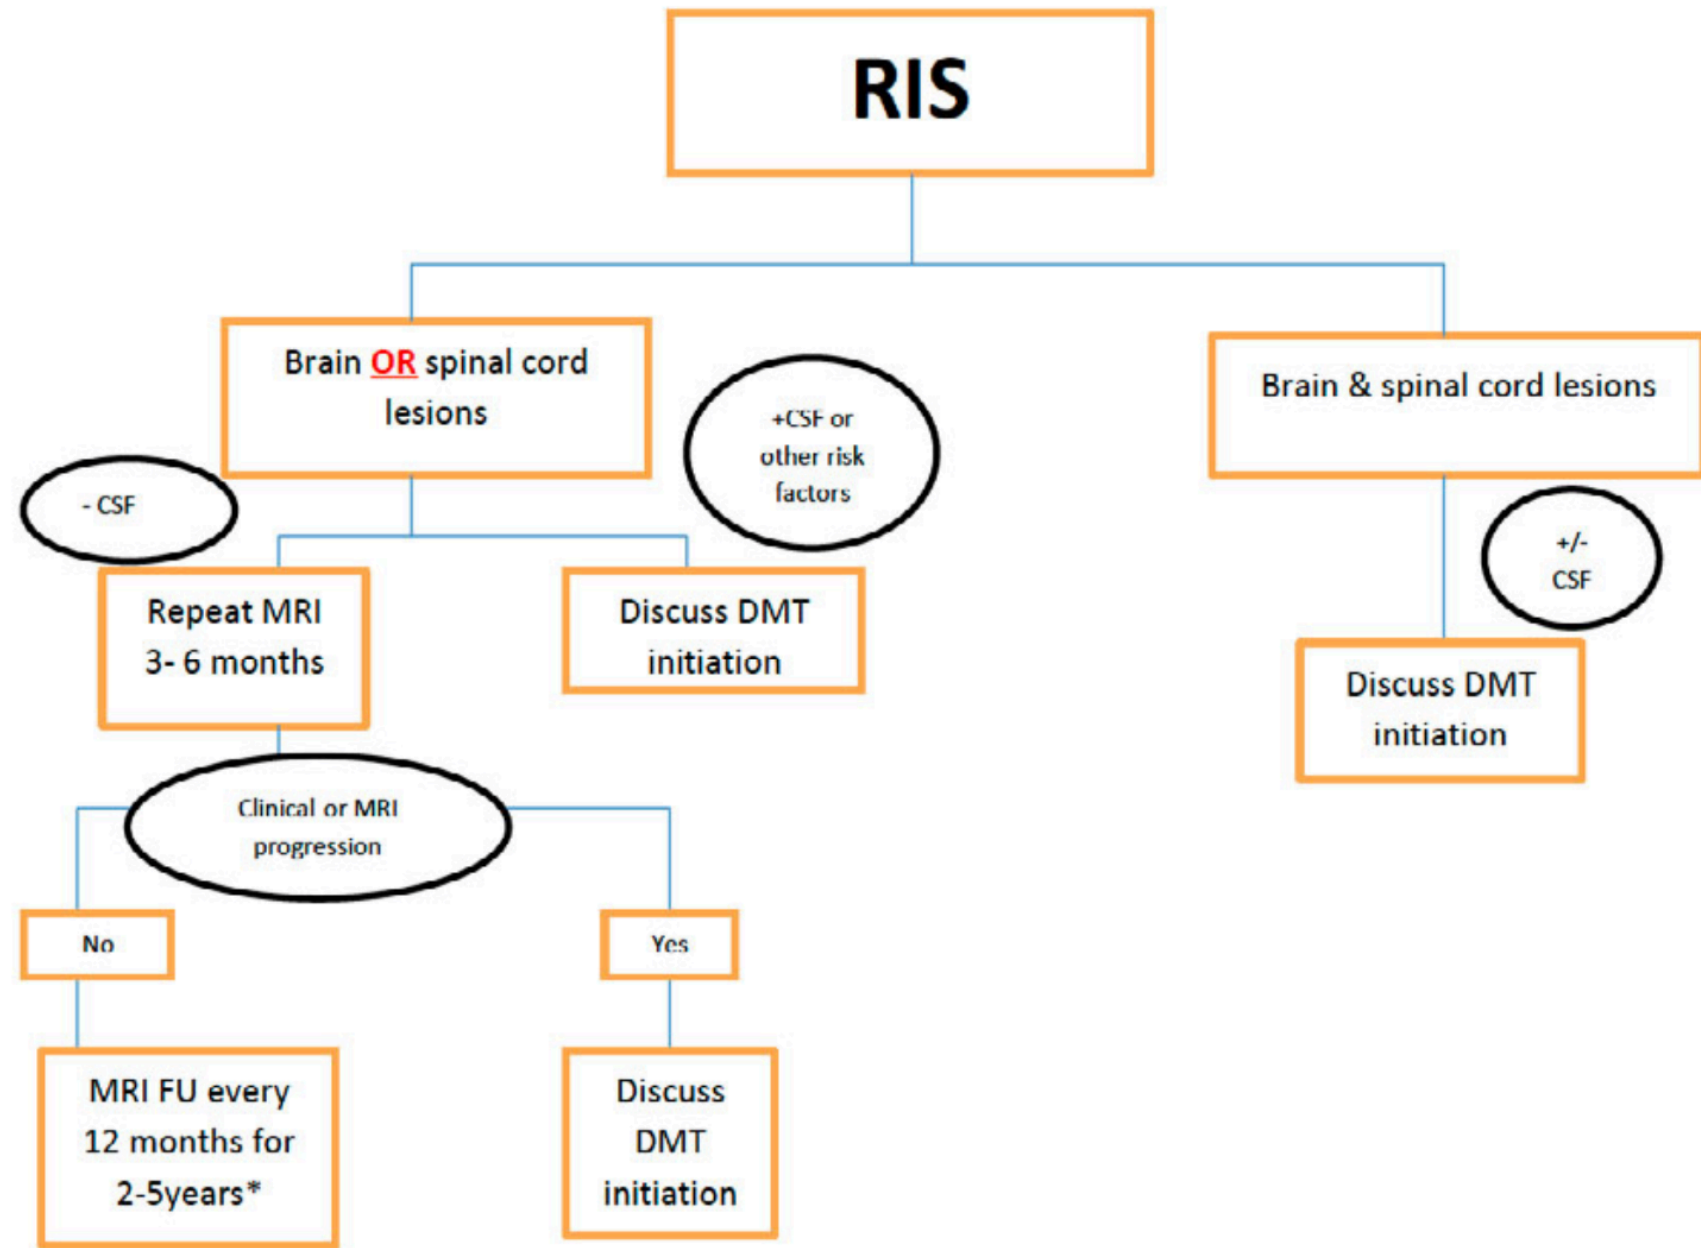 RIS
Brain OR spinal cord
lesions
+CSF or
other risk
factors
Brain & spinal cord lesions
- CSF
+/-
CSF
Repeat MRI
3- 6 months
Discuss DMT
initiation
Discuss DMT
initiation
Clinical or MRI
progression
No
Yes
MRI FU every
12 months for
2-5years*
Discuss
DMT
initiation